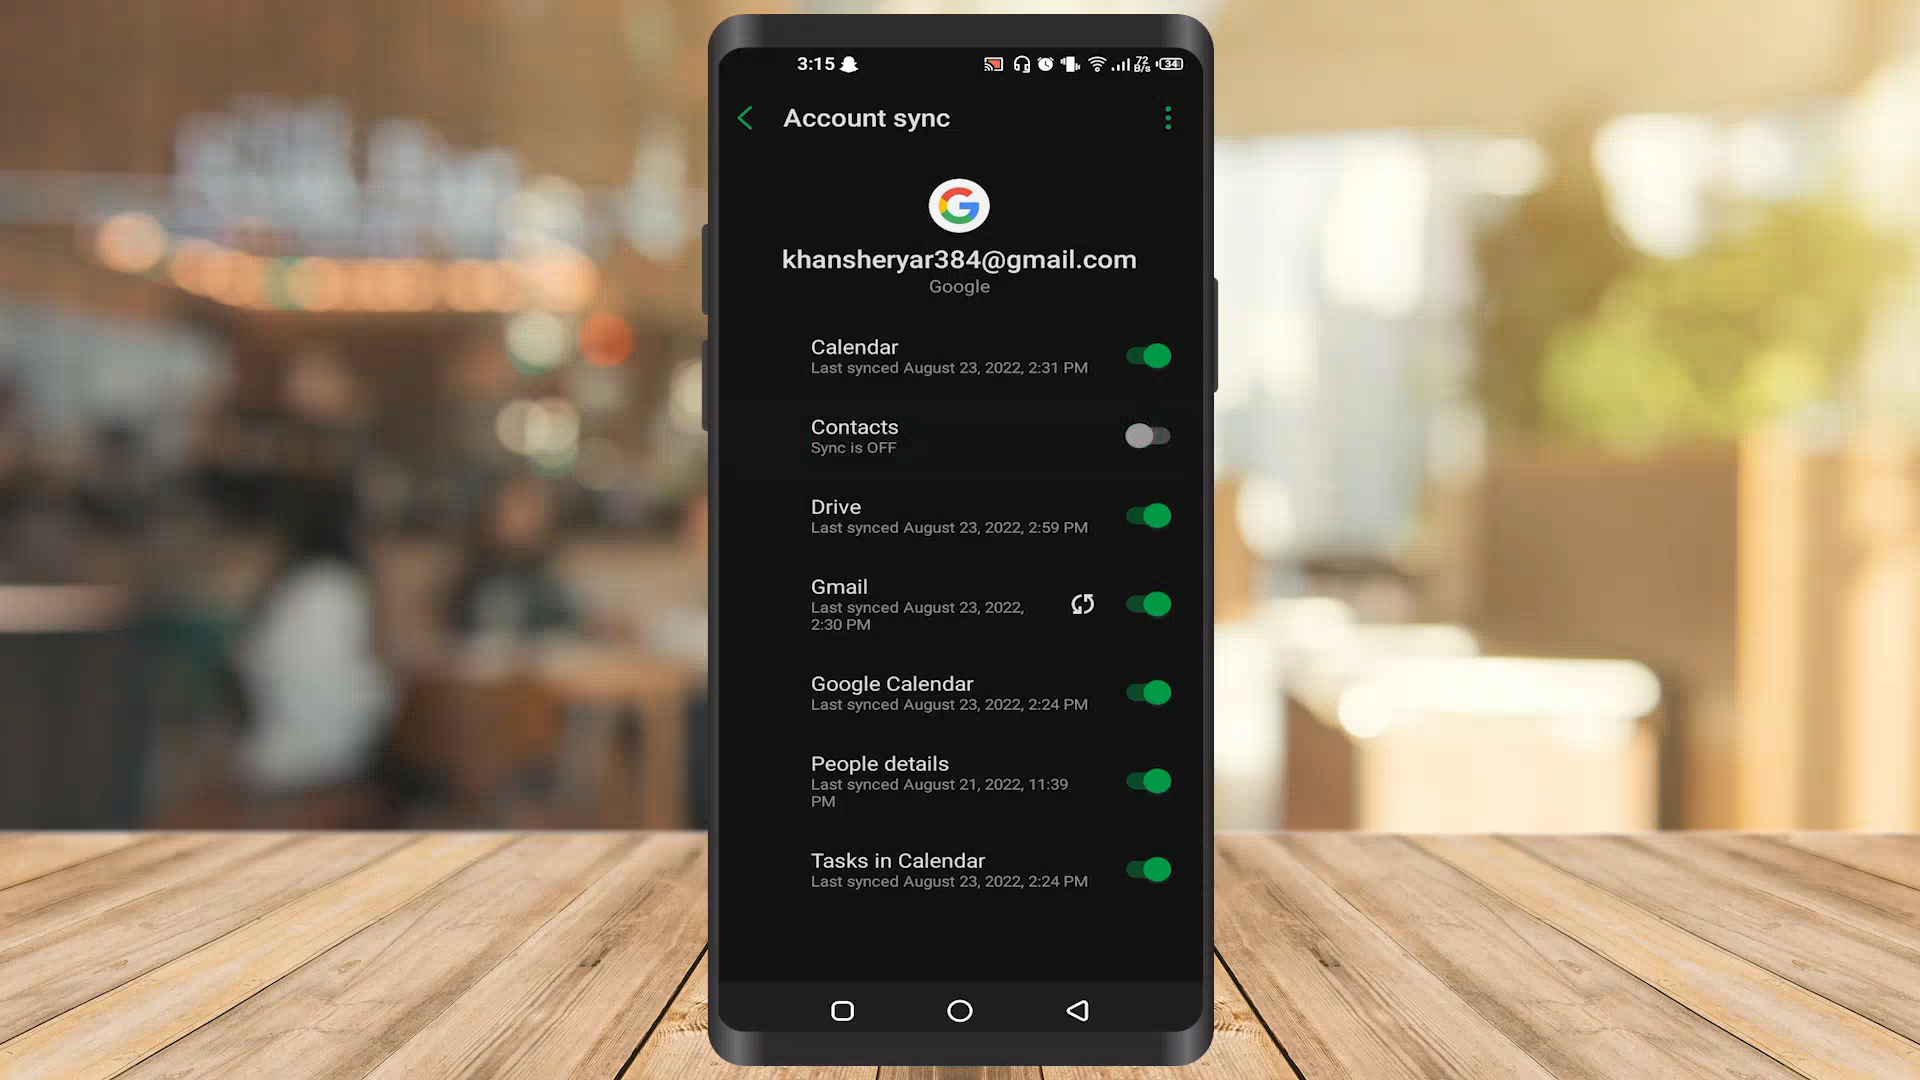 3:15
72
B/s
34
Account sync
khansheryar384@gmail.com
Google
Calendar
Last synced August 23, 2022, 2:31 PM
Contacts
Sync is OFF
Drive
Last synced August 23, 2022, 2:59 PM
Gmail
Last synced August 23, 2022,
2:30 PM
Google Calendar
Last synced August 23, 2022, 2:24 PM
People details
Last synced August 21, 2022, 11:39
PM
Tasks in Calendar
Last synced August 23, 2022, 2:24 PM